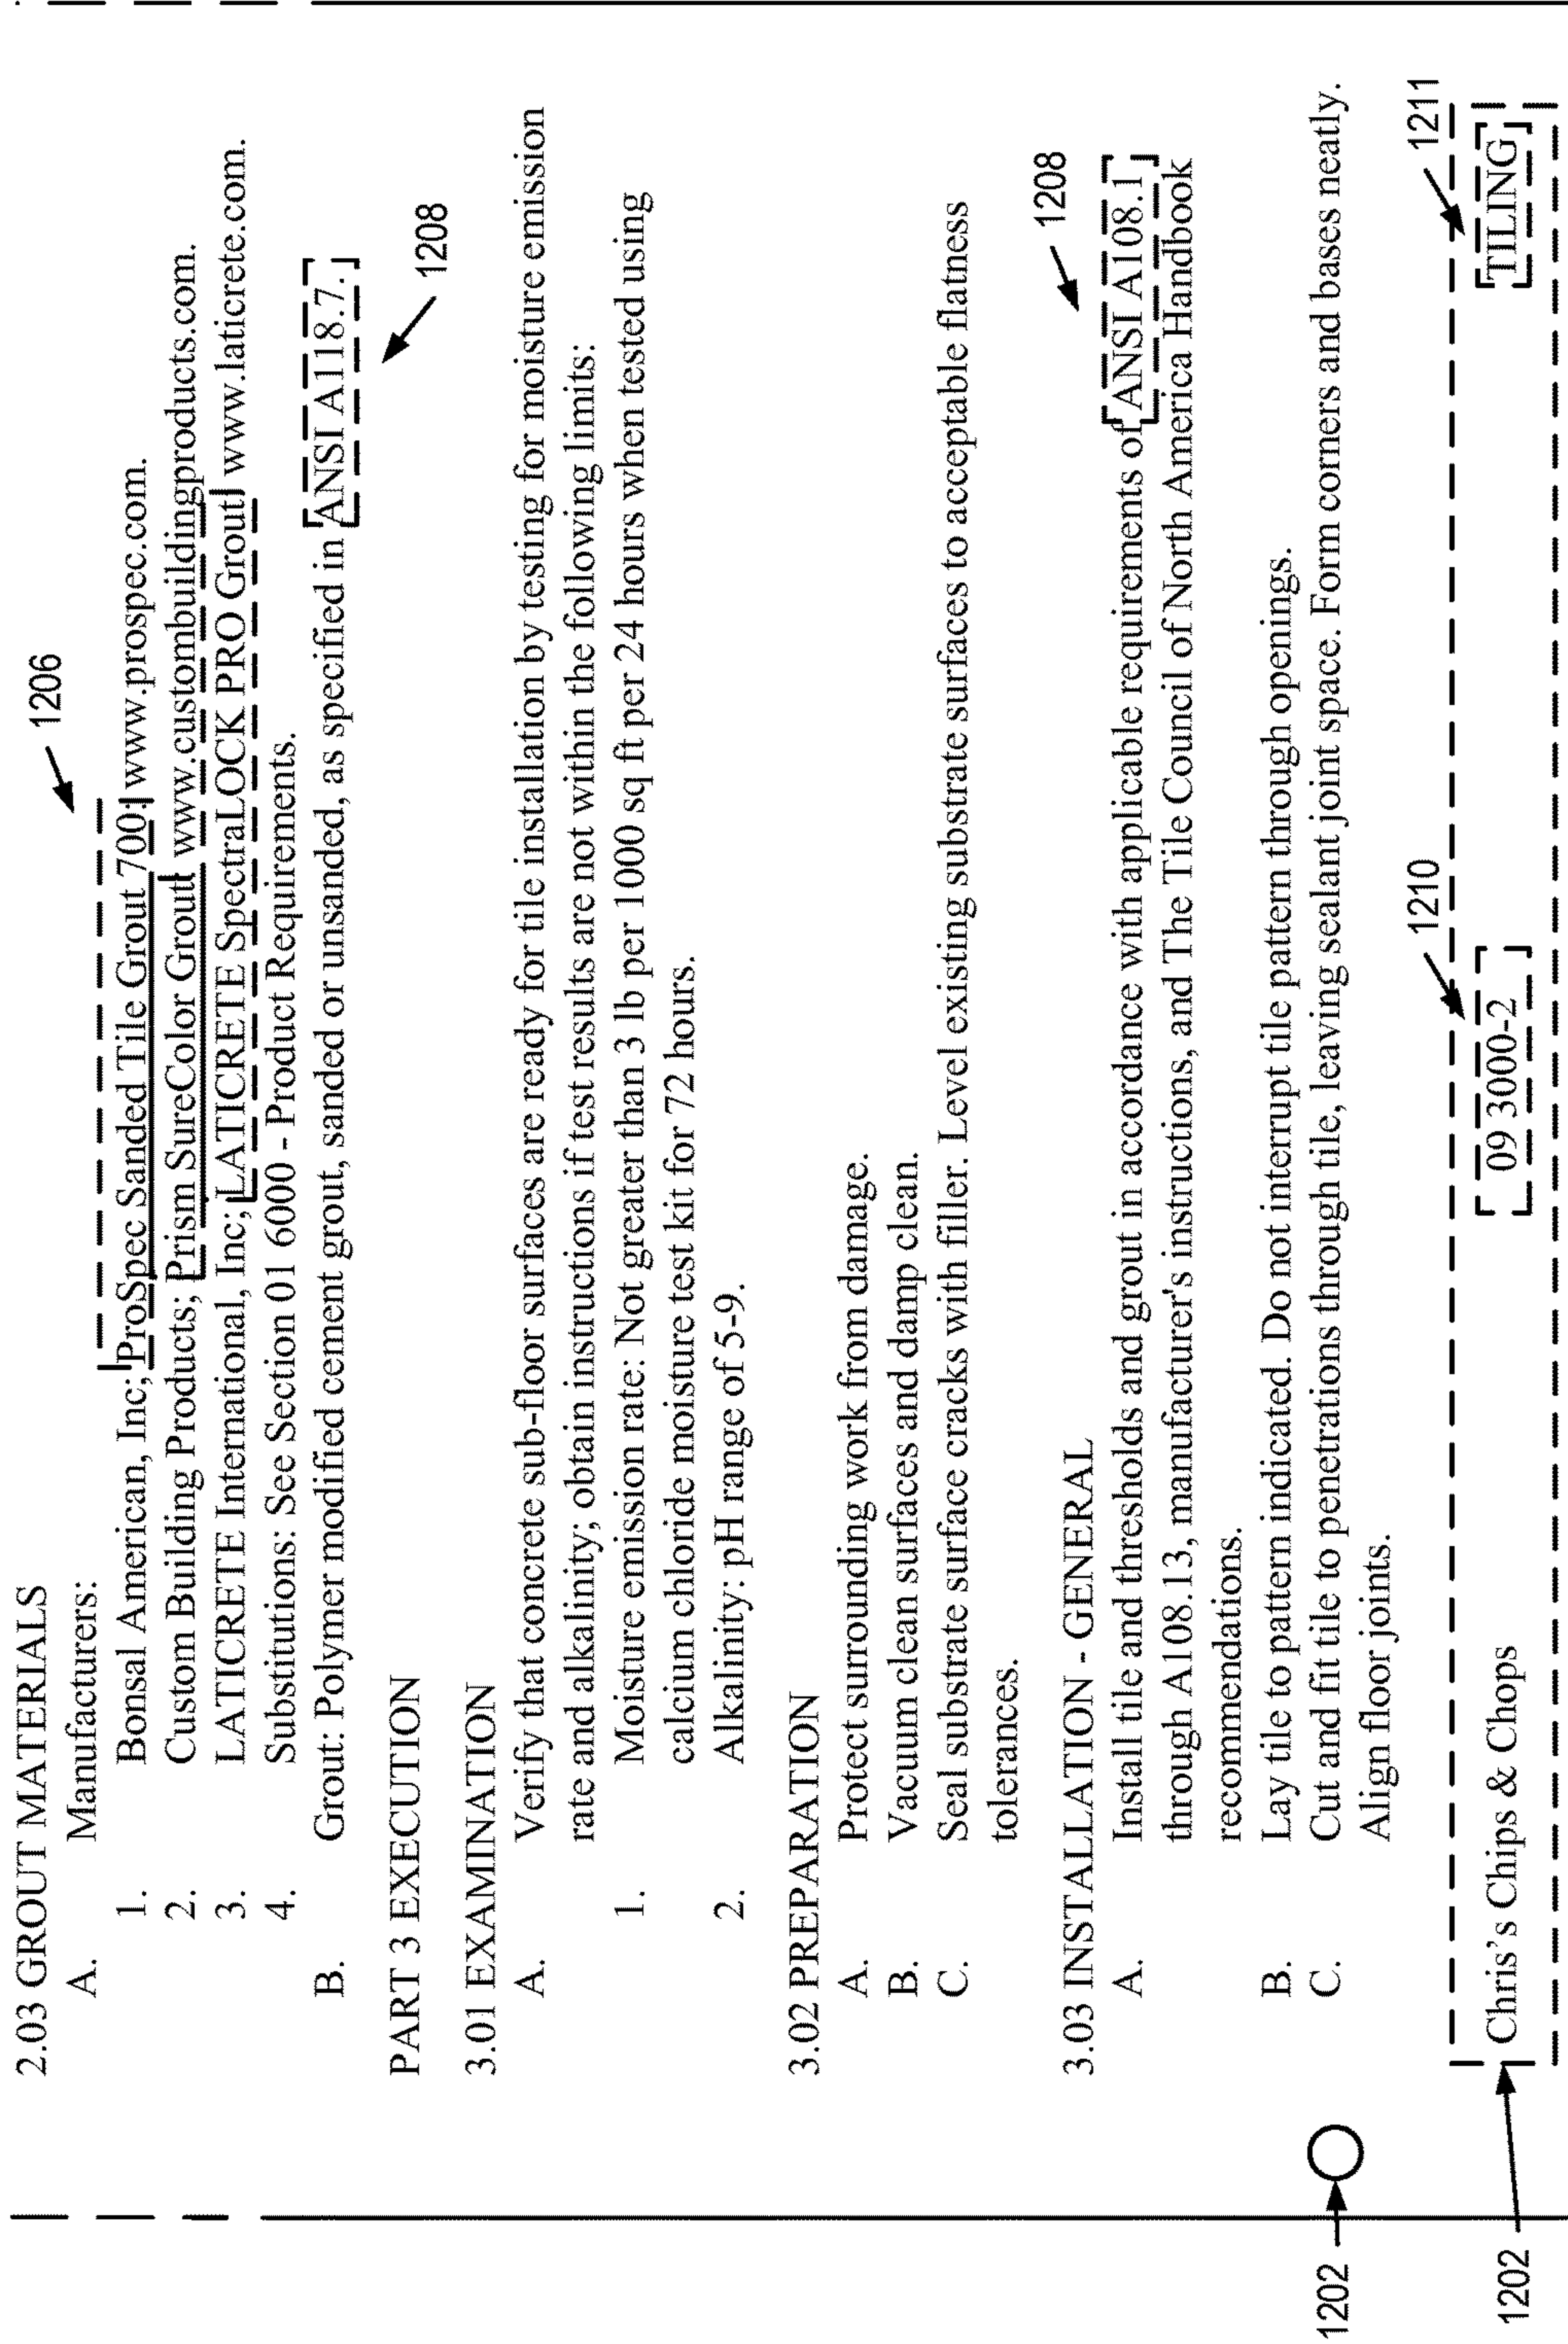 2.03 GROUT MATERIALS
A. Manufacturers:
1206
1. Bonsal American, Inc; ProSpec Sanded Tile Grout 700: www.prospec.com.
2. Custom Building Products; Prism SureColor Grout www.custombuildingproducts.com.
3. LATICRETE International, Inc; LATICRETE SpectraLOCK PRO Grout www.laticrete.com.
4. Substitutions: See Section 01 6000 - Product Requirements.
B. Grout: Polymer modified cement grout, sanded or unsanded, as specified in ANSI A118.7.
1208
PART 3 EXECUTION
3.01 EXAMINATION
A. Verify that concrete sub-floor surfaces are ready for tile installation by testing for moisture emission
rate and alkalinity; obtain instructions if test results are not within the following limits:
1. Moisture emission rate: Not greater than 3 lb per 1000 sq ft per 24 hours when tested using
calcium chloride moisture test kit for 72 hours.
2. Alkalinity: pH range of 5-9.
3.02 PREPARATION
A. Protect surrounding work from damage.
B. Vacuum clean surfaces and damp clean.
C. Seal substrate surface cracks with filler. Level existing substrate surfaces to acceptable flatness
tolerances.
1208
3.03 INSTALLATION - GENERAL
A. Install tile and thresholds and grout in accordance with applicable requirements of ANSI A108.1
through A108.13, manufacturer's instructions, and The Tile Council of North America Handbook
recommendations.
B. Lay tile to pattern indicated. Do not interrupt tile pattern through openings.
C. Cut and fit tile to penetrations through tile, leaving sealant joint space. Form corners and bases neatly.
Align floor joints.
1202
1210
1211
Chris's Chips & Chops 09 3000-2 TILING
1202